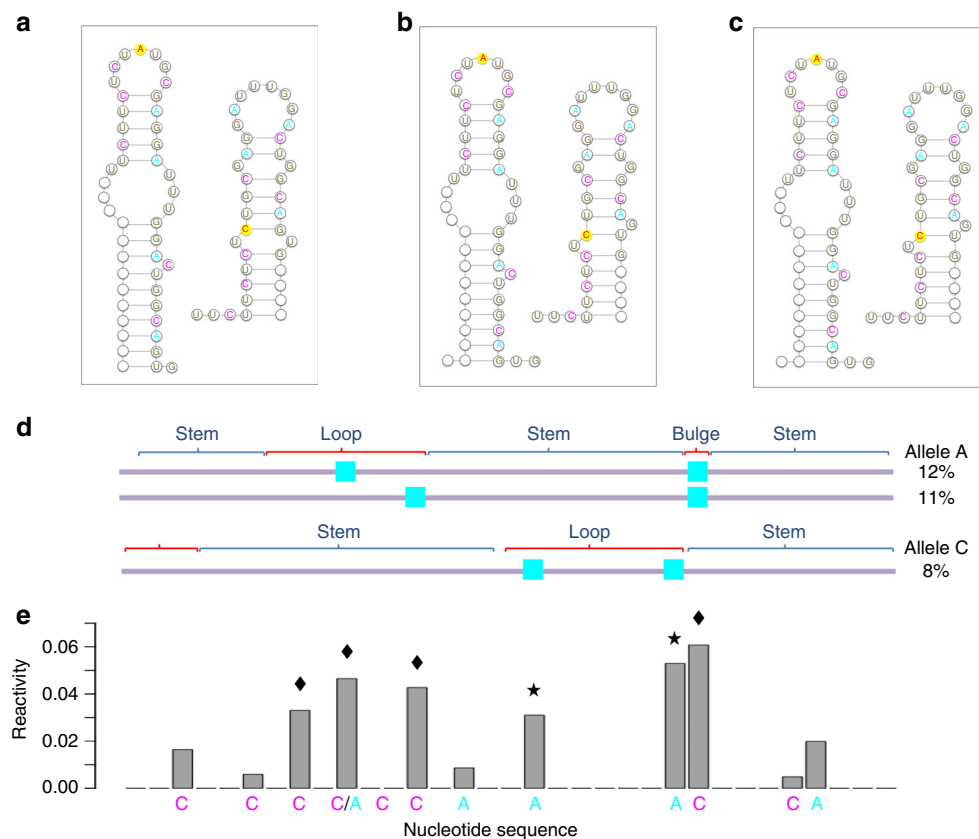 a
U C U U C U C U A U G C G A G G A U U U G G A C U G G C A G U G
U U C U U C U C U C U G C G A G G A U U U G G A C U G G C A G U G
b
U C U U C U C U A U G C G A G G A U U U G G A C U G G C A G U G
U U C U U C U C U C U G C G A G G A U U U G G A C U G G C A G U G
c
U C U U C U C U A U G C G A G G A U U U G G A C U G G C A G U G
U U C U U C U C U C U G C G A G G A U U U G G A C U G G C A G U G
d
Stem Loop Stem Bulge Stem
Allele A
12%
11%
Stem Loop Stem
Allele C
8%
e
Reactivity
0.06
0.04
0.02
0.00
C C C C/A C C A A A C C A
Nucleotide sequence